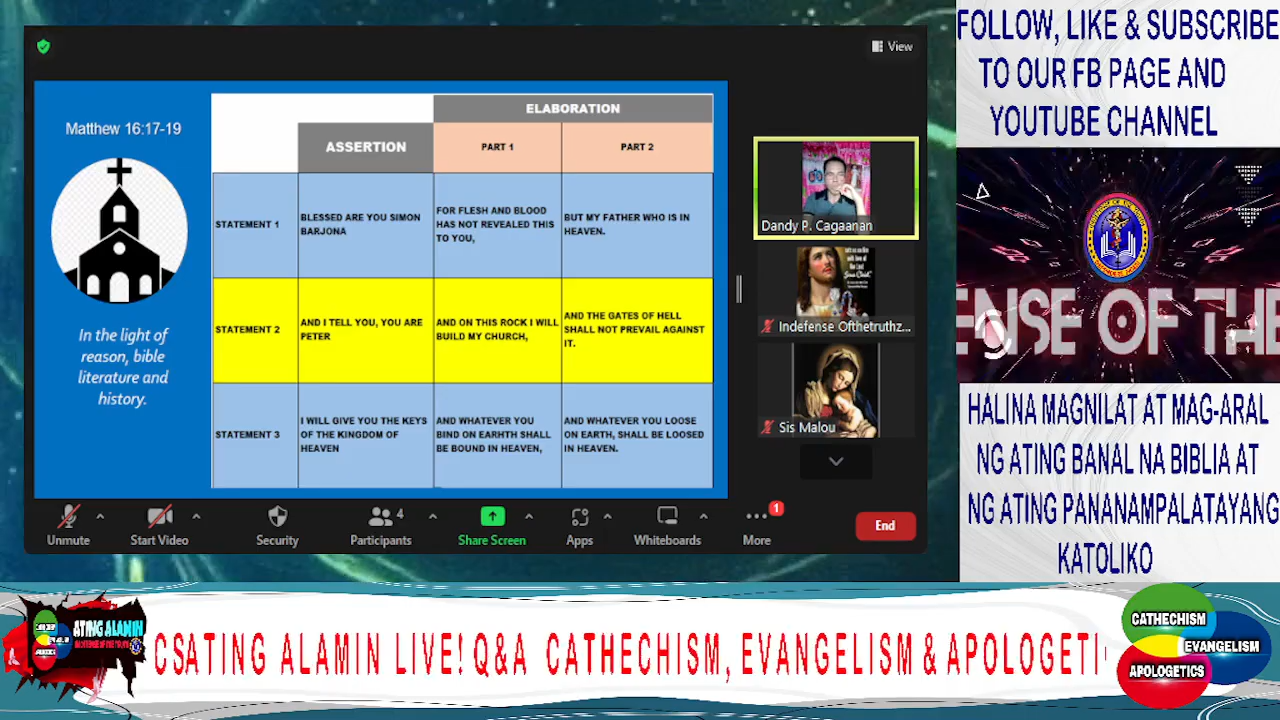 View
Matthew 16:17-19
In the light of
reason, bible
literature and
history.
ELABORATION
ASSERTION
PART 1
PART 2
STATEMENT 1
BLESSED ARE YOU SIMON
BARJONA
FOR FLESH AND BLOOD
HAS NOT REVEALED THIS
TO YOU,
BUT MY FATHER WHO IS IN
HEAVEN.
STATEMENT 2
AND I TELL YOU, YOU ARE
PETER
AND ON THIS ROCK I WILL
BUILD MY CHURCH,
AND THE GATES OF HELL
SHALL NOT PREVAIL AGAINST
IT.
STATEMENT 3
I WILL GIVE YOU THE KEYS
OF THE KINGDOM OF
HEAVEN
AND WHATEVER YOU
BIND ON EARHTH SHALL
BE BOUND IN HEAVEN,
AND WHATEVER YOU LOOSE
ON EARTH, SHALL BE LOOSED
IN HEAVEN.
Dandy P. Cagaanan
Indefense Ofthetruthz...
Sis Malou
Unmute
Start Video
Security
4
Participants
Share Screen
Apps
Whiteboards
1
More
End
FOLLOW, LIKE & SUBSCRIBE
TO OUR FB PAGE AND
YOUTUBE CHANNEL
ENSE OF THE
HALINA MAGNILAT AT MAG-ARAL
NG ATING BANAL NA BIBLIA AT
NG ATING PANANAMPALATAYANG
KATOLIKO
ATING ALAMIN
CSATING ALAMIN LIVE! Q&A CATHECHISM, EVANGELISM & APOLOGETI
CATHECHISM
EVANGELISM
APOLOGETICS